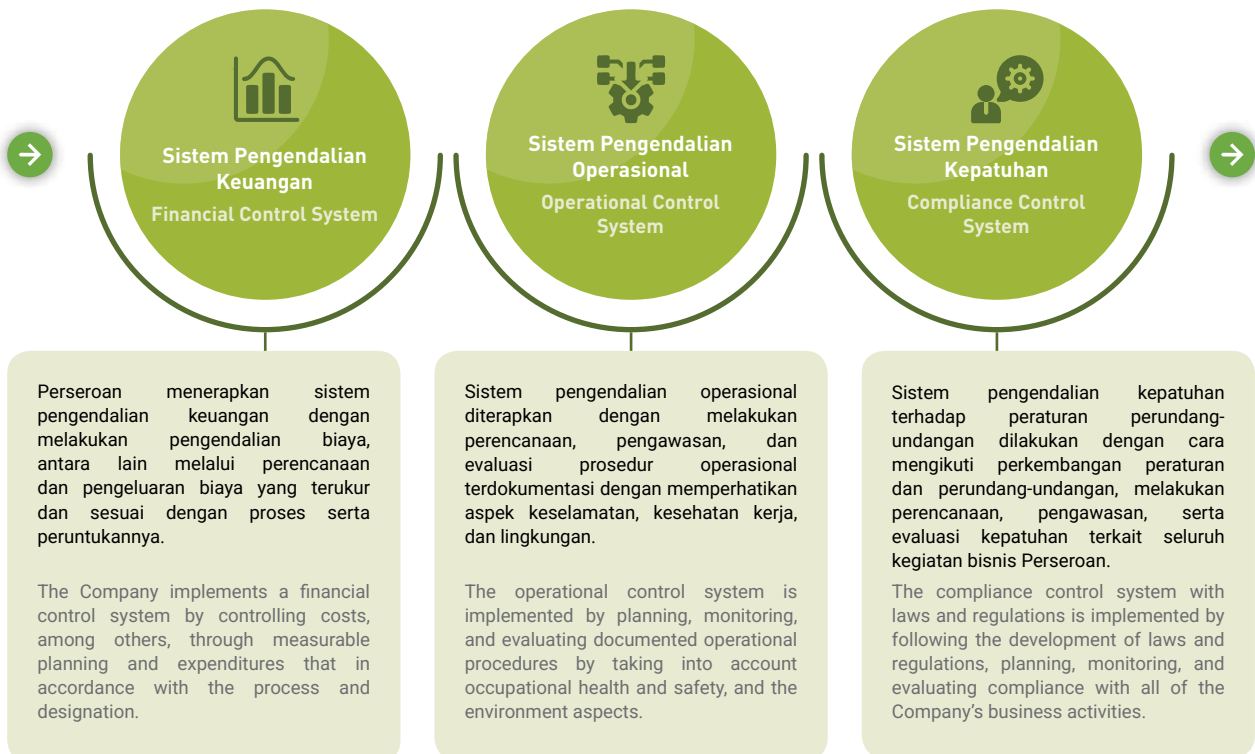 Sistem Pengendalian
Keuangan
Financial Control System
Perseroan menerapkan sistem
pengendalian keuangan dengan
melakukan pengendalian biaya,
antara lain melalui perencanaan
dan pengeluaran biaya yang terukur
dan sesuai dengan proses serta
peruntukannya.
The Company implements a financial
control system by controlling costs,
among others, through measurable
planning and expenditures that in
accordance with the process and
designation.
Sistem Pengendalian
Operasional
Operational Control
System
Sistem pengendalian operasional
diterapkan dengan melakukan
perencanaan, pengawasan, dan
evaluasi prosedur operasional
terdokumentasi dengan memperhatikan
aspek keselamatan, kesehatan kerja,
dan lingkungan.
The operational control system is
implemented by planning, monitoring,
and evaluating documented operational
procedures by taking into account
occupational health and safety, and the
environment aspects.
Sistem Pengendalian
Kepatuhan
Compliance Control
System
Sistem pengendalian kepatuhan
terhadap peraturan perundang-
undangan dilakukan dengan cara
mengikuti perkembangan peraturan
dan perundang-undangan, melakukan
perencanaan, pengawasan, serta
evaluasi kepatuhan terkait seluruh
kegiatan bisnis Perseroan.
The compliance control system with
laws and regulations is implemented by
following the development of laws and
regulations, planning, monitoring, and
evaluating compliance with all of the
Company's business activities.